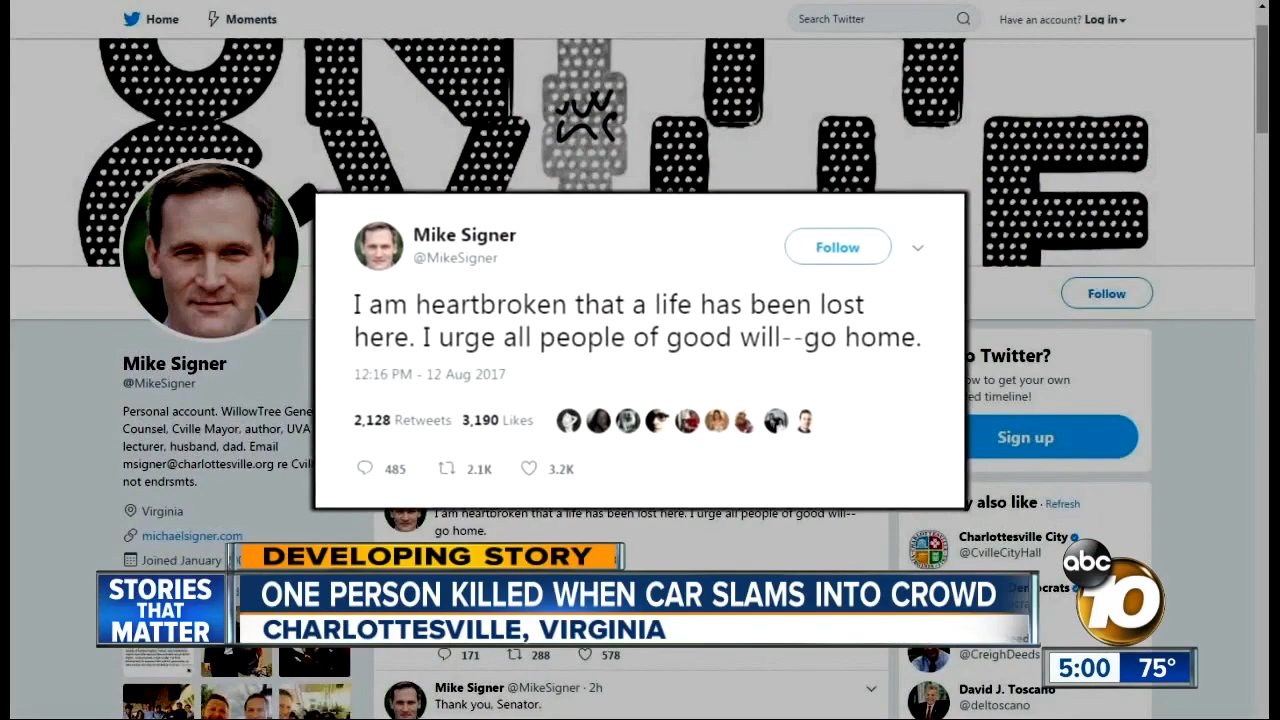 Home
Moments
Search Twitter
Have an account? Log in
Mike Signer
@MikeSigner
Follow
I am heartbroken that a life has been lost
here. I urge all people of good will--go home.
12:16 PM - 12 Aug 2017
2,128 Retweets 3,190 Likes
485 2.1K 3.2K
Follow
Mike Signer
@MikeSigner
Personal account. WillowTree Gene
Counsel, Cville Mayor, author, UVA
lecturer, husband, dad. Email
msigner@charlottesville.org re Cvil
not endrsmts.
Virginia
michaelsigner.com
Joined January
o Twitter?
ow to get your own
ed timeline!
Sign up
y also like · Refresh
Charlottesville City
@CvilleCityHall
crats
@CreighDeeds
David J. Toscano
@deltoscano
I am heartbroken that a life has been lost here. I urge all people of good will--
go home.
DEVELOPING STORY
STORIES
THAT
MATTER
ONE PERSON KILLED WHEN CAR SLAMS INTO CROWD
CHARLOTTESVILLE, VIRGINIA
abc
10
5:00 75°
171 288 578
Mike Signer @MikeSigner · 2h
Thank you, Senator.